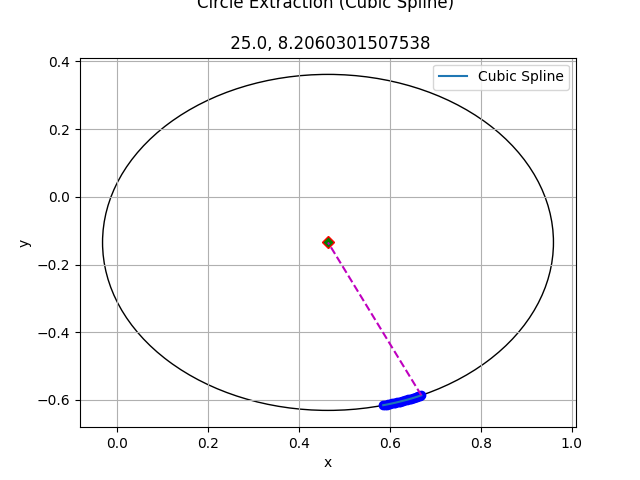 Circle Extraction (Cubic Spline)
25.0, 8.2060301507538
Cubic Spline
0.4
0.2
0.0
−0.2
−0.4
−0.6
y
0.0 0.2 0.4 0.6 0.8 1.0
x